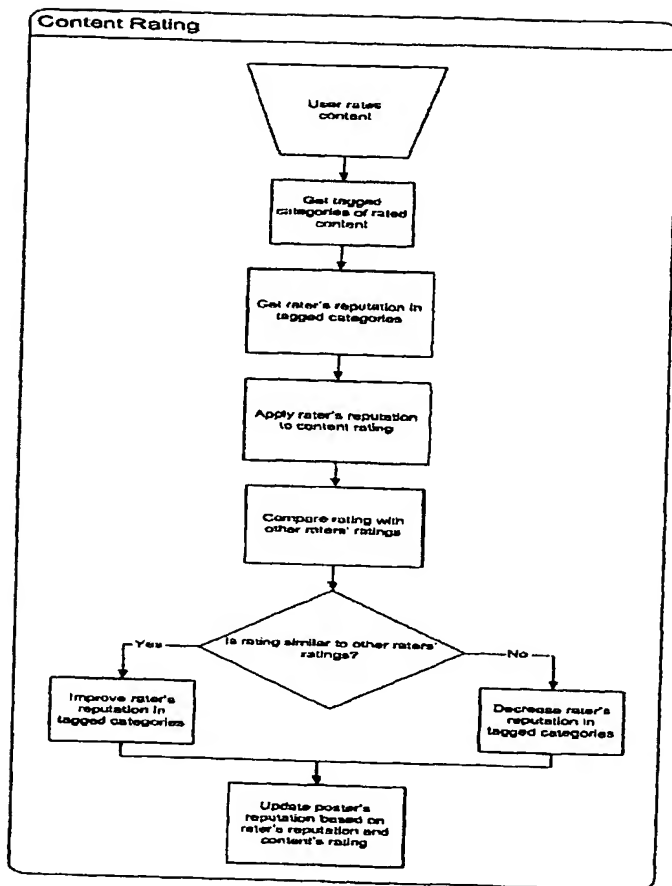 Content Rating
User rates
content
Get tagged
categories of rated
content
Get rater's reputation in
tagged categories
Apply rater's reputation
to content rating
Compare rating with
other raters' ratings
Is rating similar to other raters'
ratings?
Yes
No
Improve rater's
reputation in
tagged categories
Decrease rater's
reputation in
tagged categories
Update poster's
reputation based on
rater's reputation and
content's rating